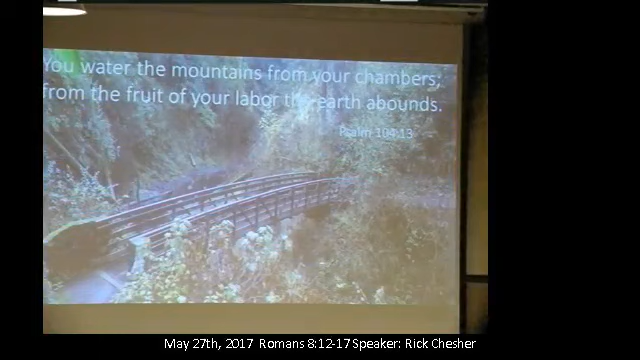 You water the mountains from your chambers;
from the fruit of your labor the earth abounds.
Psalm 104:13
May 27th, 2017 Romans 8:12-17 Speaker: Rick Chesher